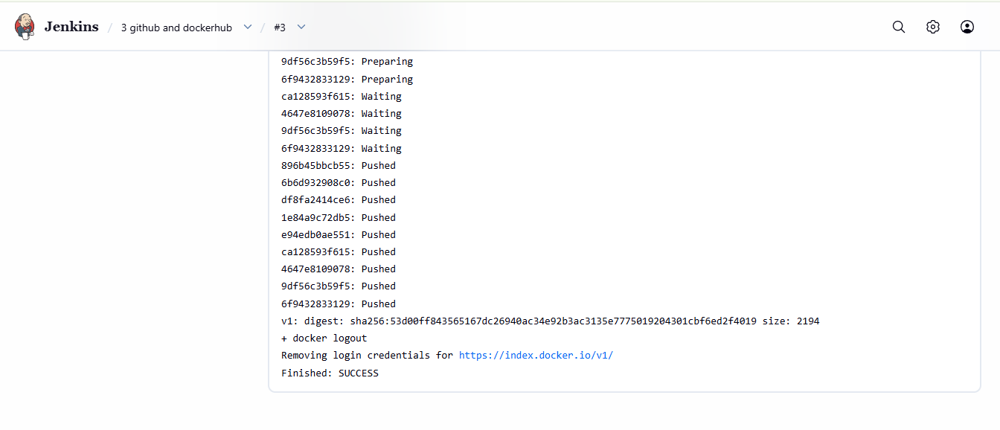 Jenkins / 3 github and dockerhub / #3
9df56c3b59f5: Preparing
6f9432833129: Preparing
ca128593f615: Waiting
4647e8109078: Waiting
9df56c3b59f5: Waiting
6f9432833129: Waiting
896b45bbcb55: Pushed
6b6d932908c0: Pushed
df8fa2414ce6: Pushed
1e84a9c72db5: Pushed
e94edb0ae551: Pushed
ca128593f615: Pushed
4647e8109078: Pushed
9df56c3b59f5: Pushed
6f9432833129: Pushed
v1: digest: sha256:53d00ff843565167dc26940ac34e92b3ac3135e7775019204301cbf6ed2f4019 size: 2194
+ docker logout
Removing login credentials for https://index.docker.io/v1/
Finished: SUCCESS